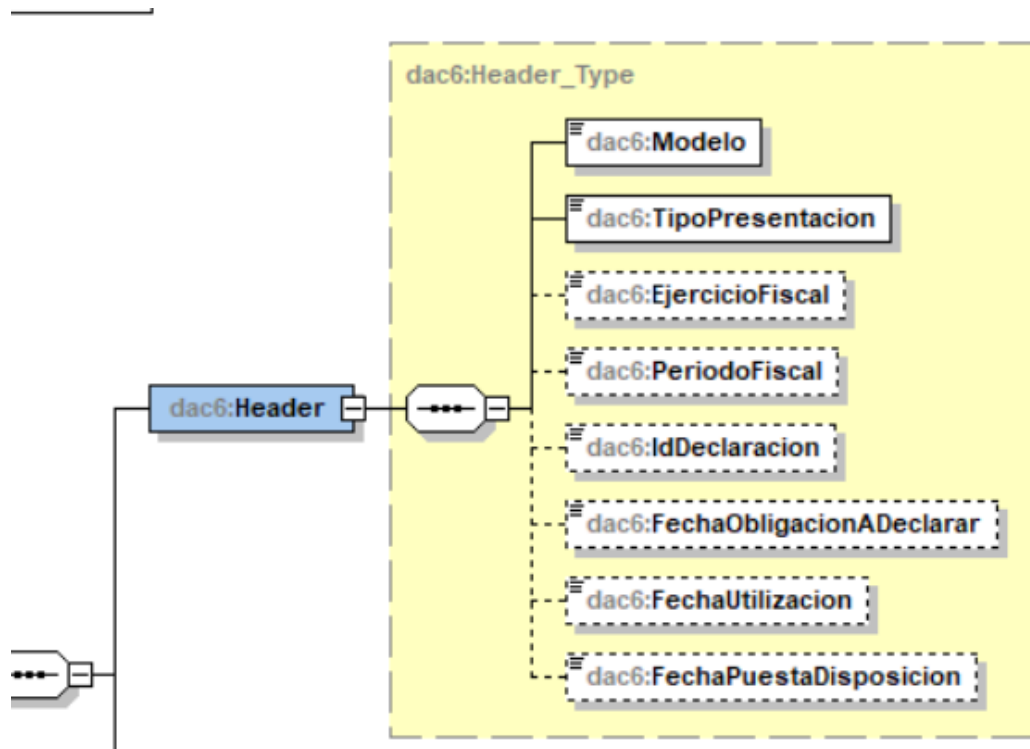 dac6:Header_Type
dac6:Modelo
dac6:TipoPresentacion
dac6:EjercicioFiscal
dac6:PeriodoFiscal
dac6:Header
dac6:IdDeclaracion
dac6:FechaObligacionADeclarar
dac6:FechaUtilizacion
dac6:FechaPuestaDisposicion